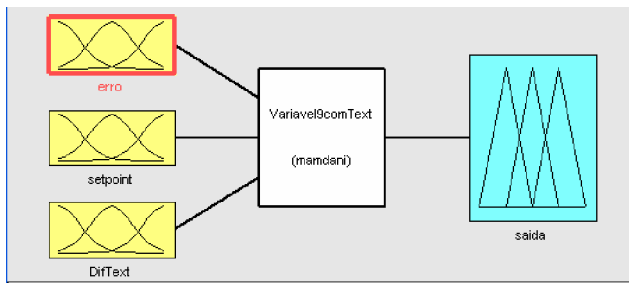 erro
Variavel9comText
(mamdani)
setpoint
saida
DifText